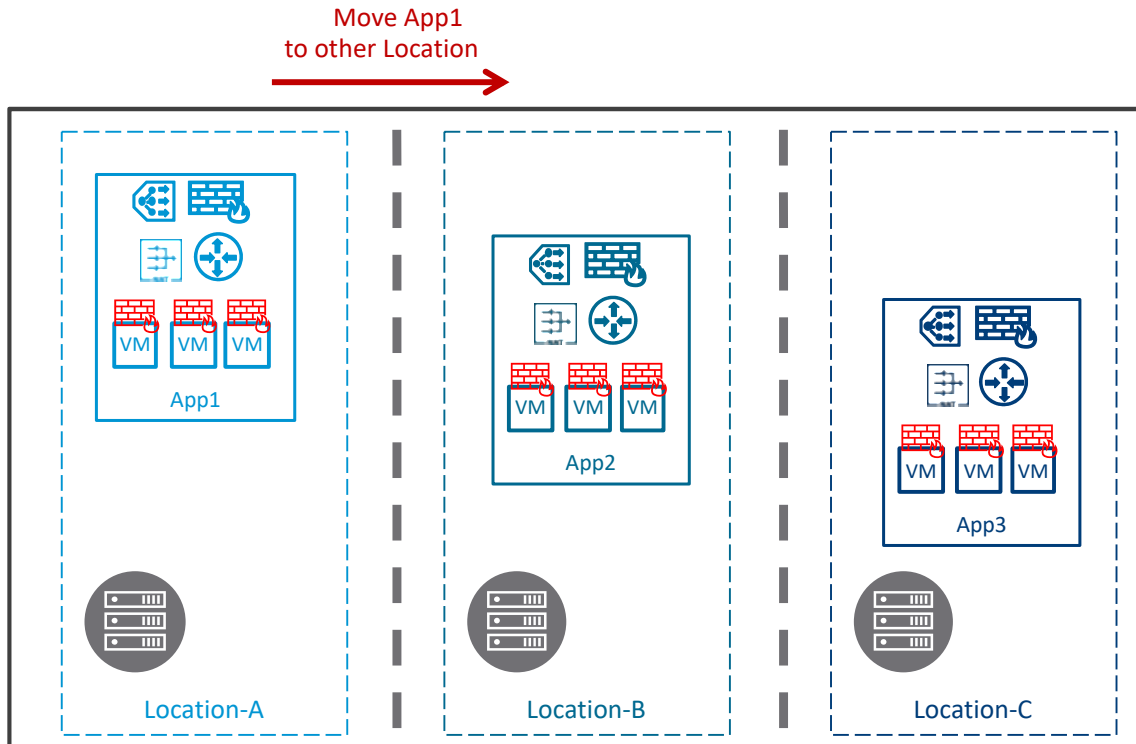 Move App1
to other Location
VM
VM
VM
App1
VM
VM
VM
App2
VM
VM
VM
App3
Location-A
Location-B
Location-C